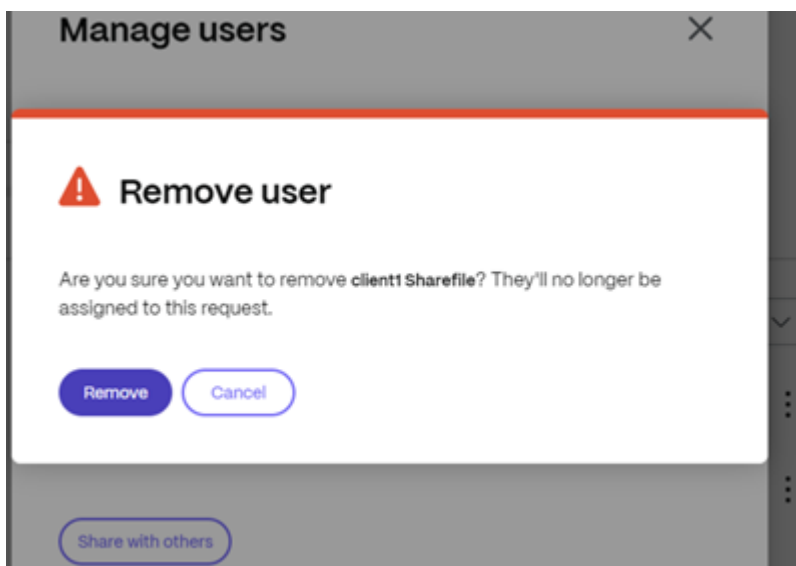 Manage users
Remove user
Are you sure you want to remove client1 Sharefile? They'll no longer be
assigned to this request.
Remove
Cancel
Share with others